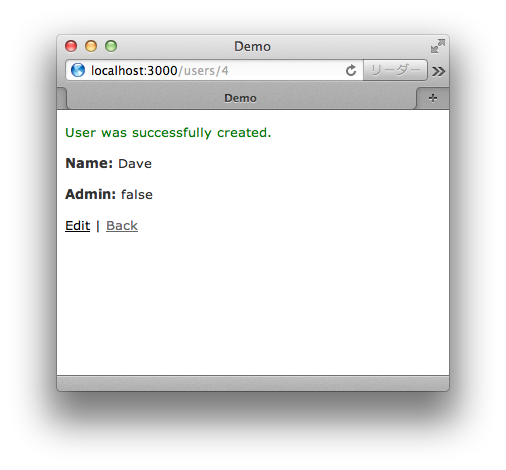 Demo
localhost:3000/users/4 リーダー
Demo
User was successfully created.
Name: Dave
Admin: false
Edit | Back